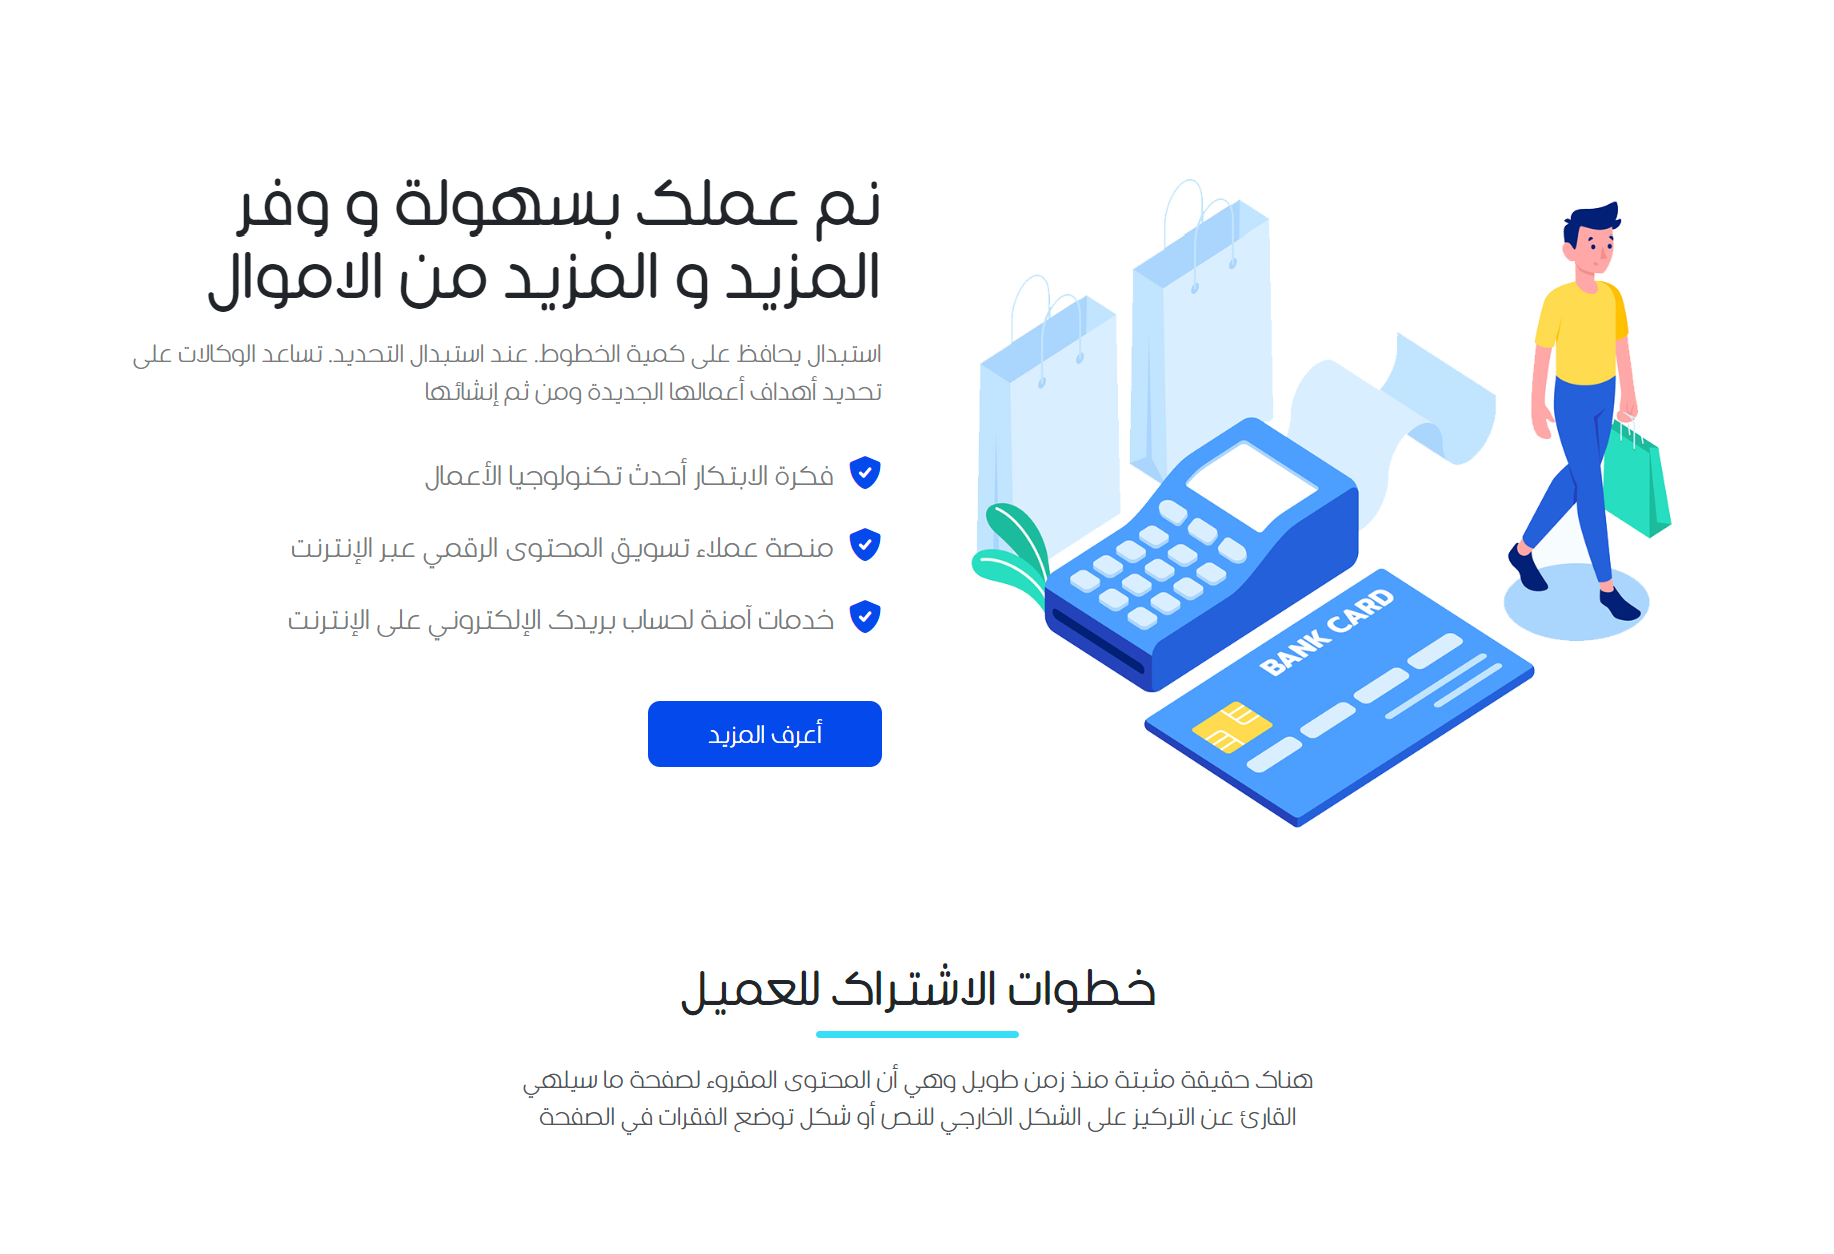 نم عملك بسهولة و وفر
المزيد و المزيد من الاموال
استبدال يحافظ على كمية الخطوط. عند استبدال التحديد. تساعد الوكالات على
تحديد أهداف أعمالها الجديدة ومن ثم إنشائها
فكرة الابتكار أحدث تكنولوجيا الأعمال
منصة عملاء تسويق المحتوى الرقمي عبر الإنترنت
خدمات آمنة لحساب بريدك الإلكتروني على الإنترنت
أعرف المزيد
BANK CARD
خطوات الاشتراك للعميل
هناك حقيقة مثبتة منذ زمن طويل وهي أن المحتوى المقروء لصفحة ما سيلهي
القارئ عن التركيز على الشكل الخارجي للنص أو شكل توضع الفقرات في الصفحة